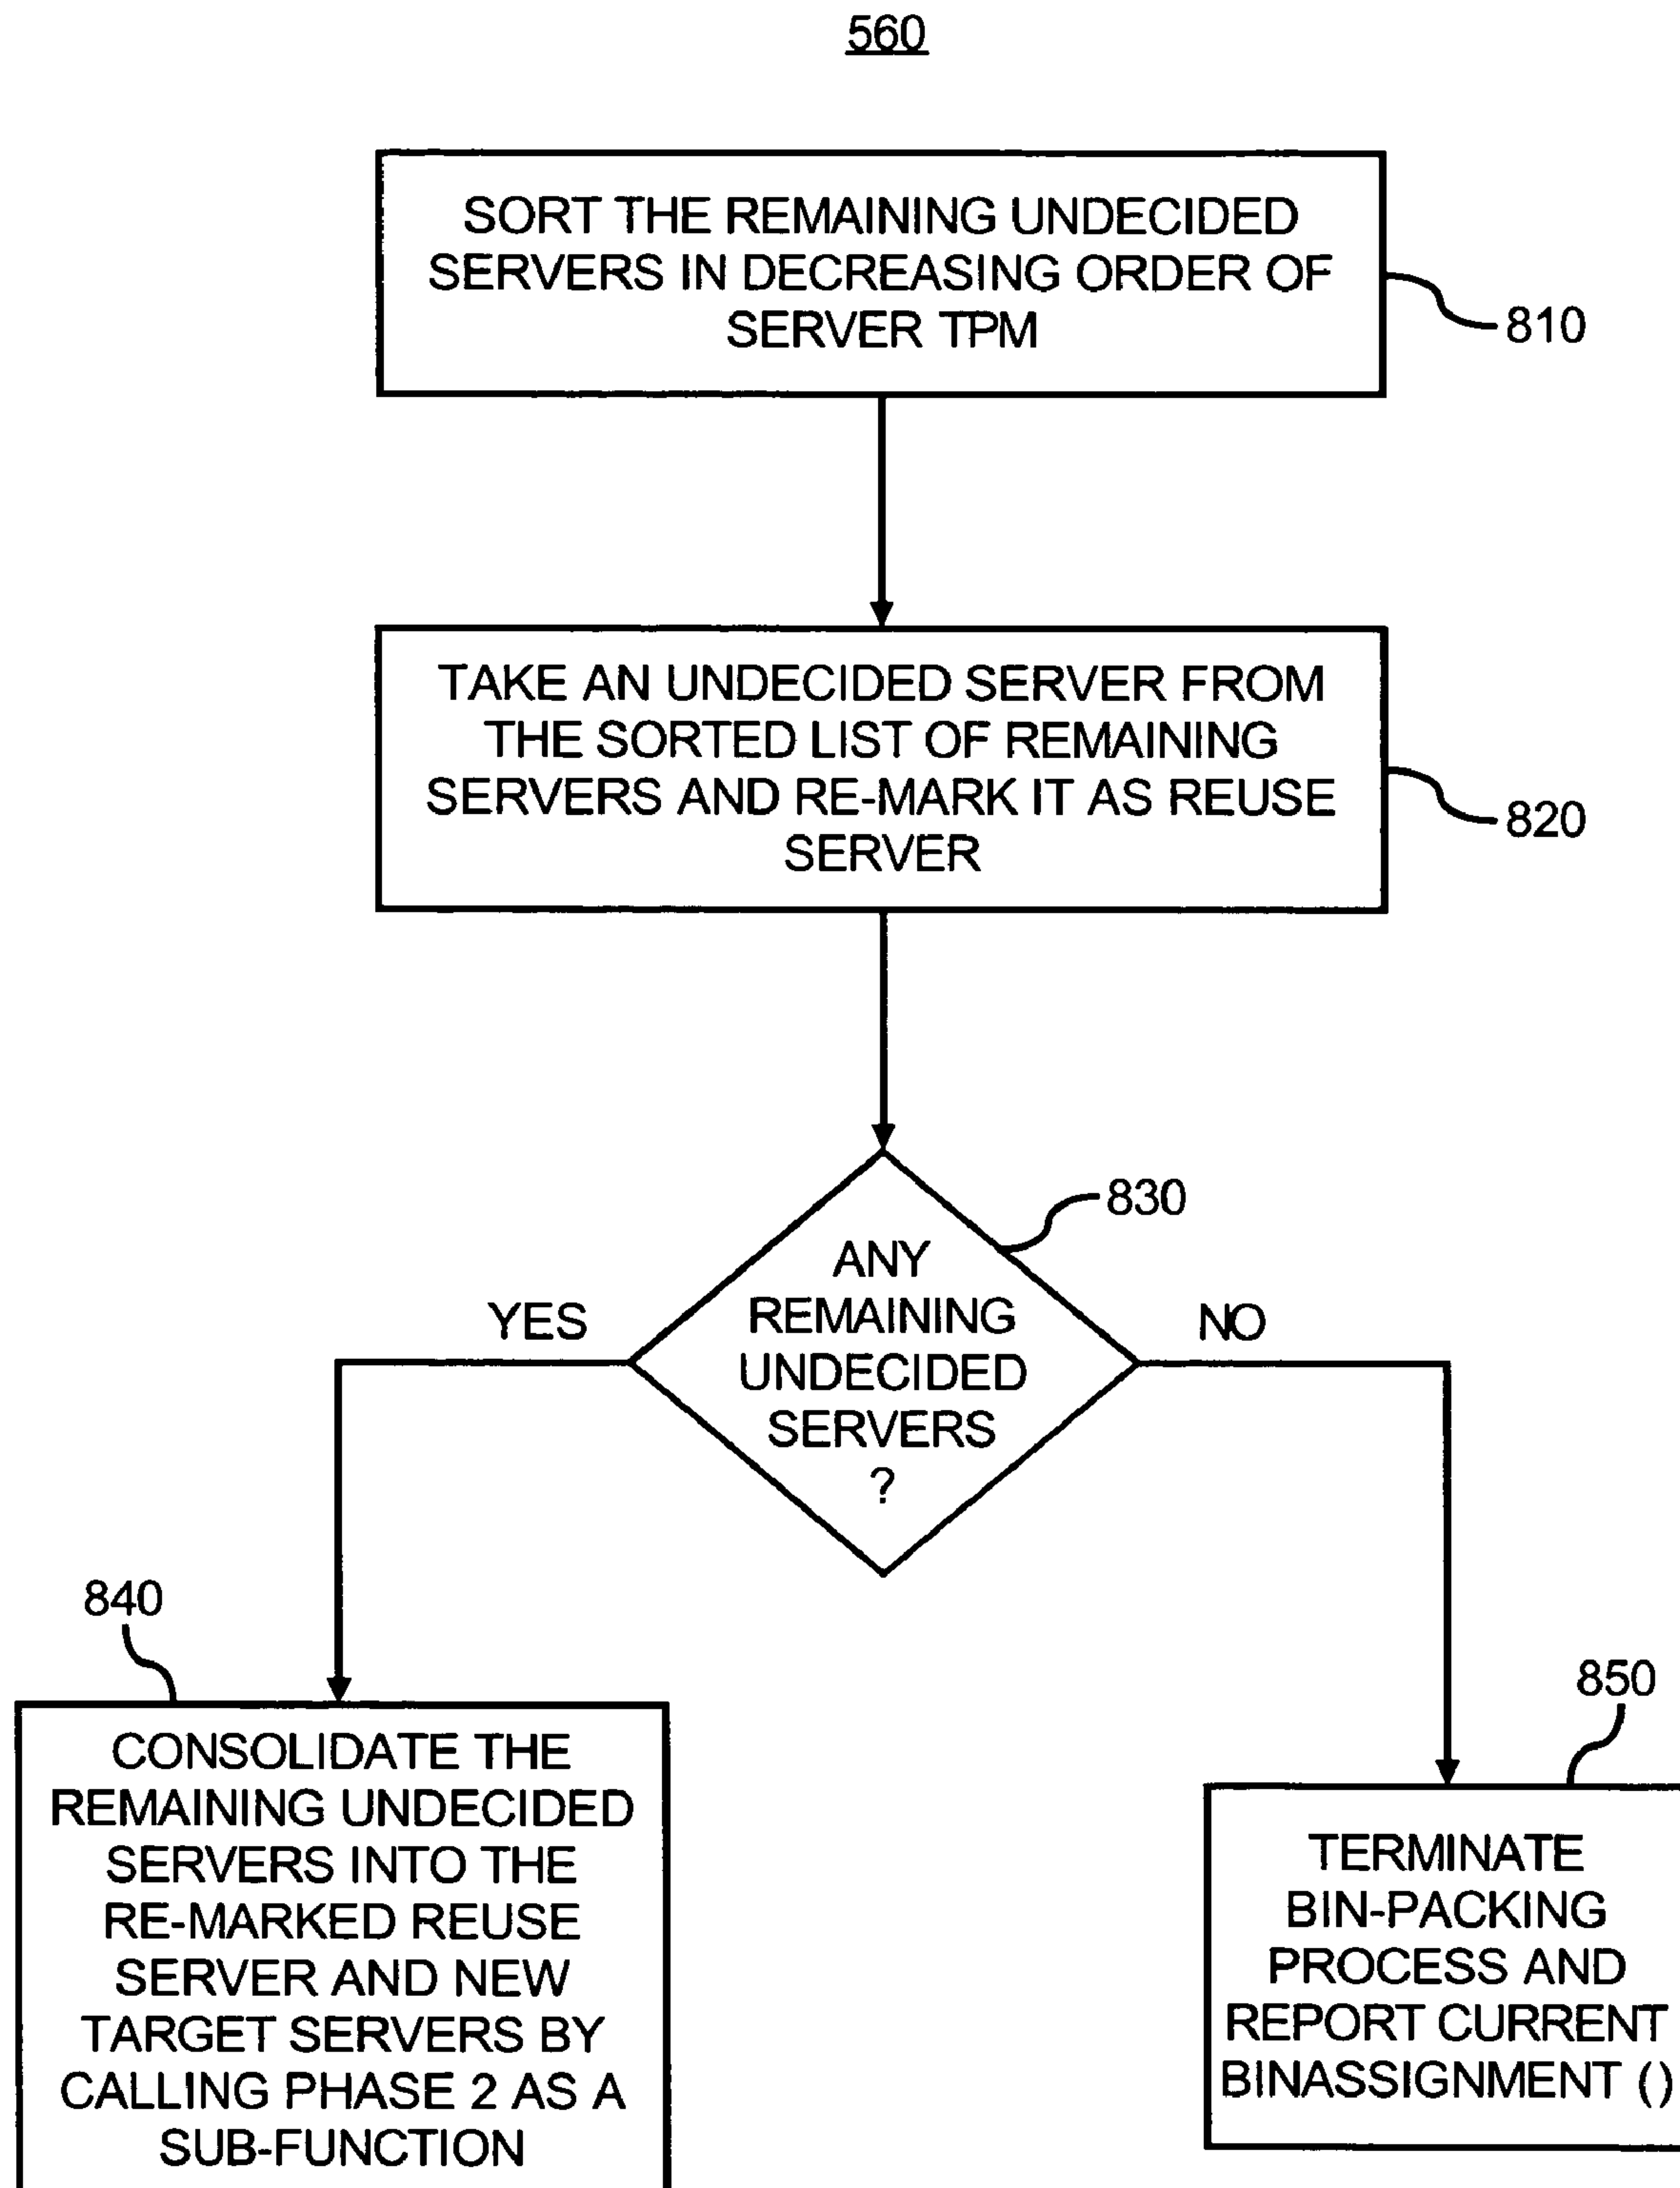 560
SORT THE REMAINING UNDECIDED
SERVERS IN DECREASING ORDER OF
SERVER TPM
810
TAKE AN UNDECIDED SERVER FROM
THE SORTED LIST OF REMAINING
SERVERS AND RE-MARK IT AS REUSE
SERVER
820
830
ANY
REMAINING
UNDECIDED
SERVERS
?
YES
NO
840
CONSOLIDATE THE
REMAINING UNDECIDED
SERVERS INTO THE
RE-MARKED REUSE
SERVER AND NEW
TARGET SERVERS BY
CALLING PHASE 2 AS A
SUB-FUNCTION
850
TERMINATE
BIN-PACKING
PROCESS AND
REPORT CURRENT
BINASSIGNMENT ()